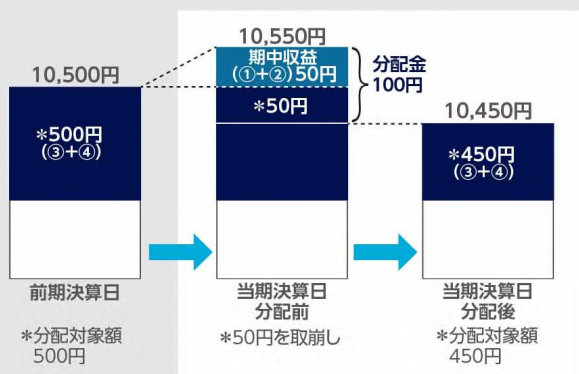 10,500円
*500円
(③+④)
前期決算日
*分配対象額
500円
10,550円
期中収益
(①+②)50円
*50円
分配金
100円
当期決算日
分配前
*50円を取崩し
10,450円
*450円
(③+④)
当期決算日
分配後
*分配対象額
450円